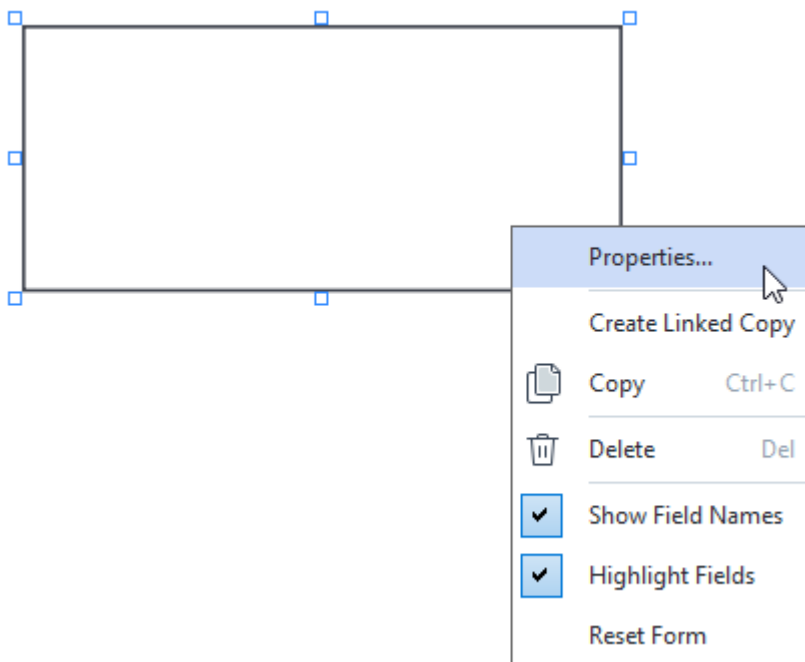 Properties...
Create Linked Copy
Copy Ctrl+C
Delete Del
Show Field Names
Highlight Fields
Reset Form